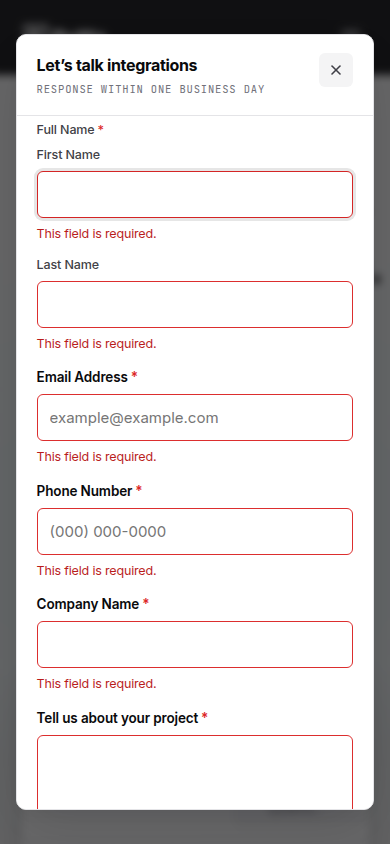 Let's talk integrations
RESPONSE WITHIN ONE BUSINESS DAY
Full Name *
First Name
This field is required.
Last Name
This field is required.
Email Address *
example@example.com
This field is required.
Phone Number *
(000) 000-0000
This field is required.
Company Name *
This field is required.
Tell us about your project *